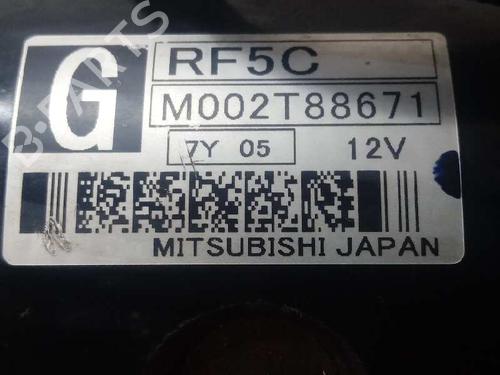 G
RF5C
M002T88671
7Y 05
12V
MITSUBISHI JAPAN
B-PARTS